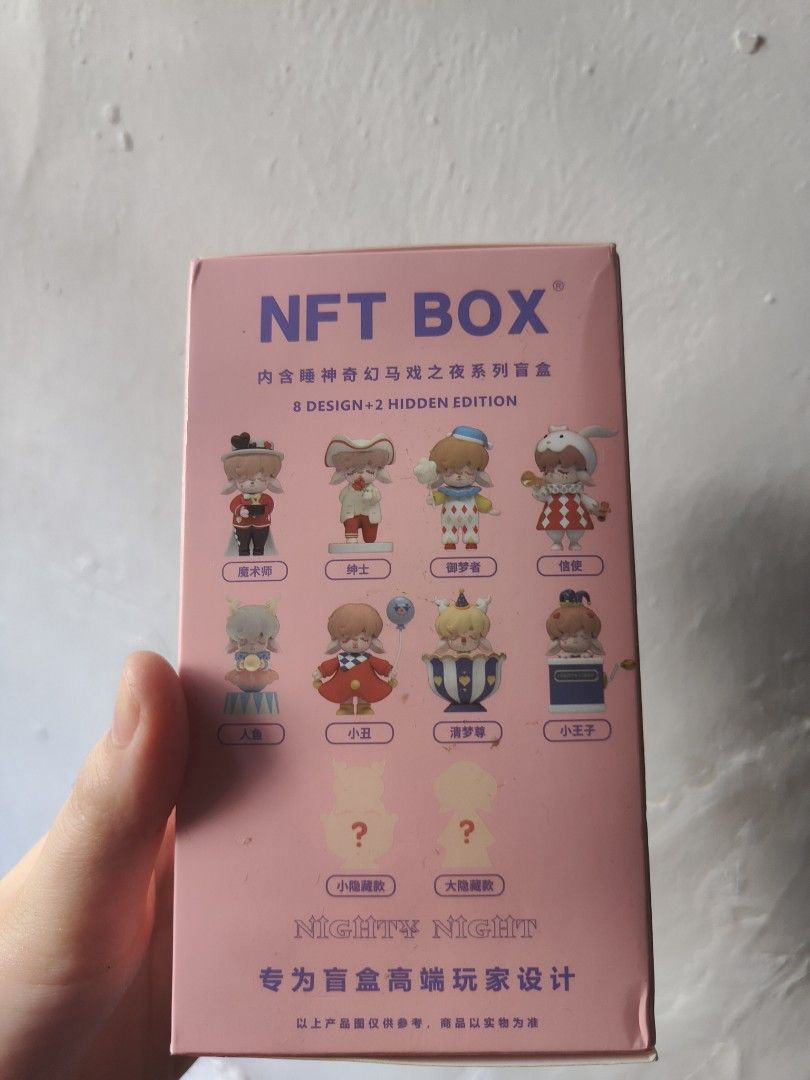 NFT BOX®
内含睡神奇幻马戏之夜系列盲盒
8 DESIGN+2 HIDDEN EDITION
魔术师 绅士 御梦者 信使
人鱼 小丑 清梦尊 小王子
? ?
小隐藏款 大隐藏款
NIGHTY NIGHT
专为盲盒高端玩家设计
以上产品图仅供参考，商品以实物为准